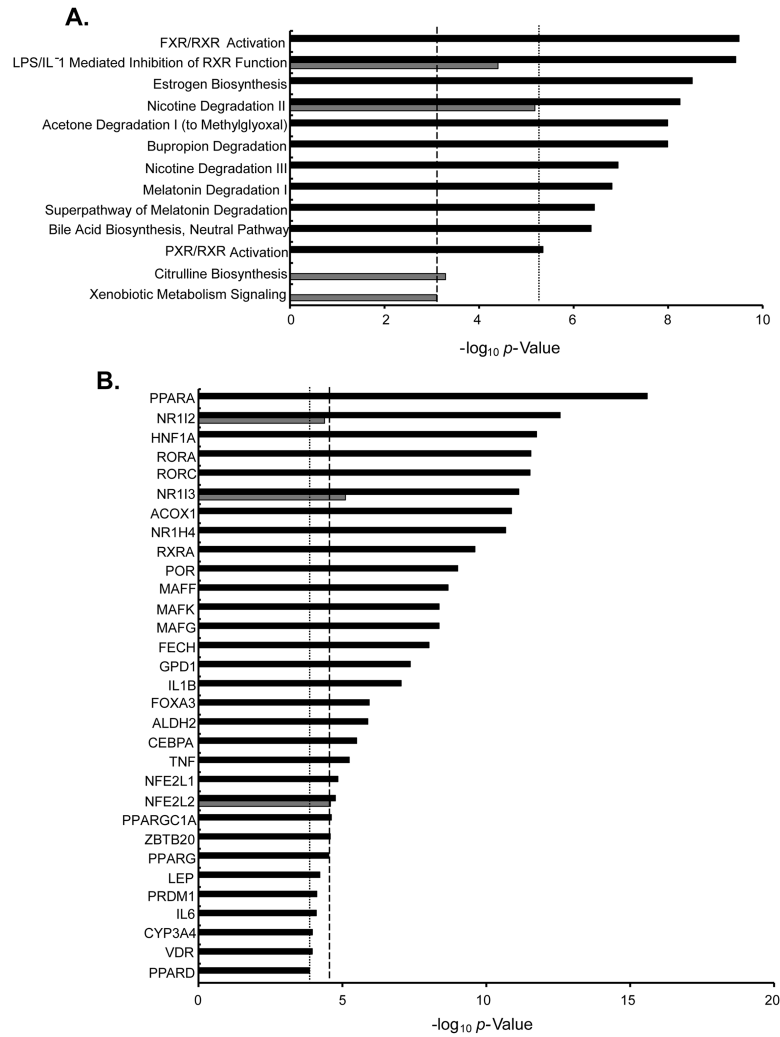 A.
FXR/RXR Activation
LPS/IL-1 Mediated Inhibition of RXR Function
Estrogen Biosynthesis
Nicotine Degradation II
Acetone Degradation I (to Methylglyoxal)
Bupropion Degradation
Nicotine Degradation III
Melatonin Degradation I
Superpathway of Melatonin Degradation
Bile Acid Biosynthesis, Neutral Pathway
PXR/RXR Activation
Citrulline Biosynthesis
Xenobiotic Metabolism Signaling
0 2 4 6 8 10
-log10 p-Value
B.
PPARA
NR1I2
HNF1A
RORA
RORC
NR1I3
ACOX1
NR1H4
RXRA
POR
MAFF
MAFK
MAFG
FECH
GPD1
IL1B
FOXA3
ALDH2
CEBPA
TNF
NFE2L1
NFE2L2
PPARGC1A
ZBTB20
PPARG
LEP
PRDM1
IL6
CYP3A4
VDR
PPARD
0 5 10 15 20
-log10 p-Value